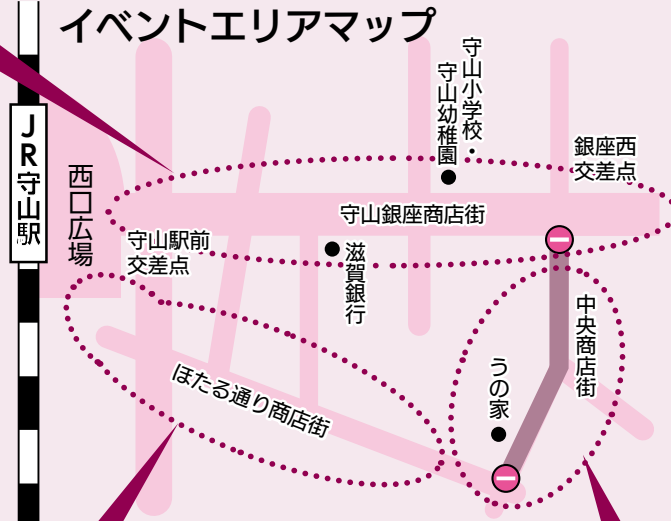 イベントエリアマップ
守山小学校・
守山幼稚園
銀座西
交差点
JR守山駅
西口広場
守山銀座商店街
守山駅前
交差点
滋賀銀行
中央商店街
うの家
ほたる通り商店街